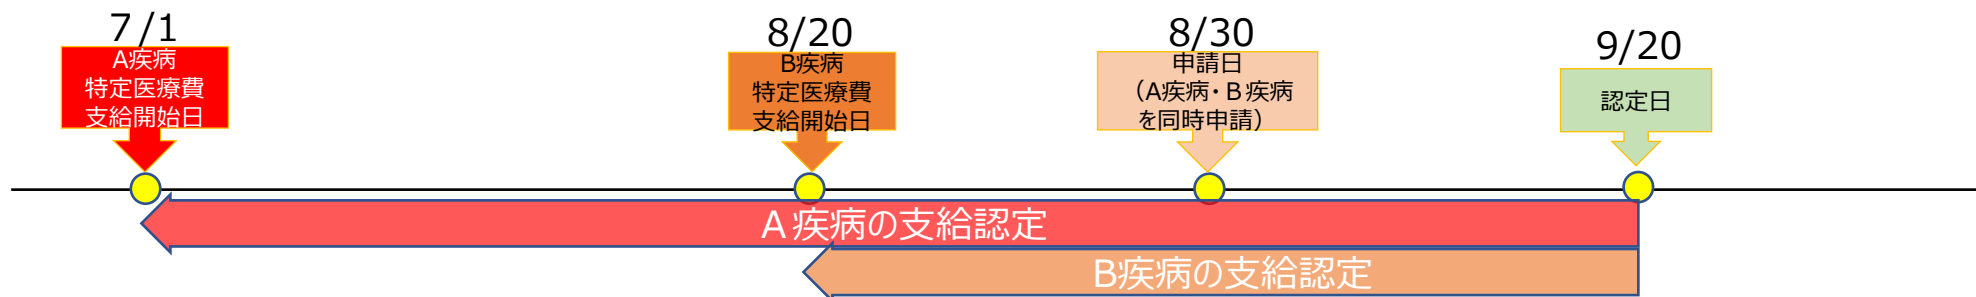 7/1
A疾病
特定医療費
支給開始日
8/20
B疾病
特定医療費
支給開始日
8/30
申請日
（A疾病・B疾病
を同時申請）
9/20
認定日
A疾病の支給認定
B疾病の支給認定